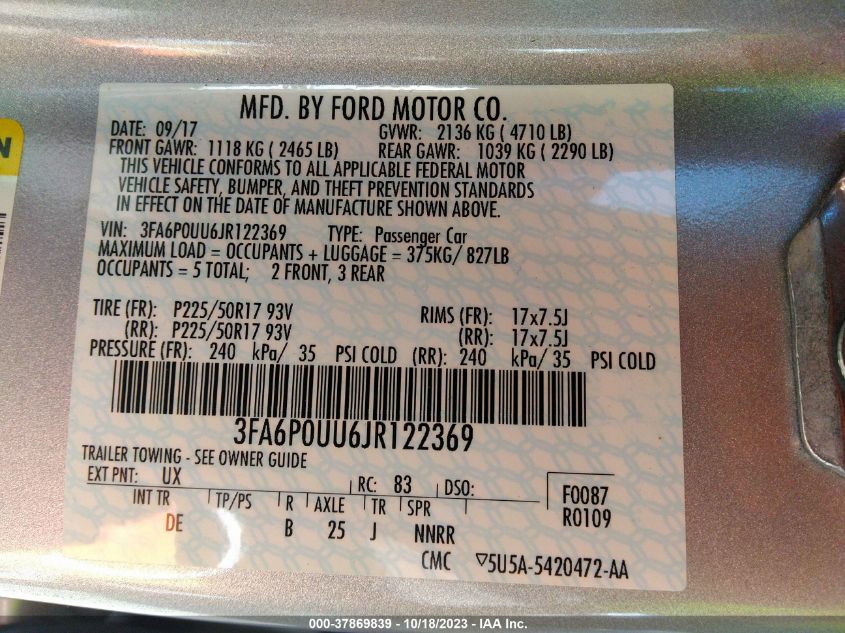 MFD. BY FORD MOTOR CO.
DATE: 09/17 GVWR: 2136 KG ( 4710 LB)
FRONT GAWR: 1118 KG ( 2465 LB) REAR GAWR: 1039 KG ( 2290 LB)
THIS VEHICLE CONFORMS TO ALL APPLICABLE FEDERAL MOTOR
VEHICLE SAFETY, BUMPER, AND THEFT PREVENTION STANDARDS
IN EFFECT ON THE DATE OF MANUFACTURE SHOWN ABOVE.
VIN: 3FA6P0UU6JR122369 TYPE: Passenger Car
MAXIMUM LOAD = OCCUPANTS + LUGGAGE = 375KG/ 827LB
OCCUPANTS = 5 TOTAL; 2 FRONT, 3 REAR
TIRE (FR): P225/50R17 93V RIMS (FR): 17x7.5J
(RR): P225/50R17 93V (RR): 17x7.5J
PRESSURE (FR): 240 kPa/ 35 PSI COLD (RR): 240 kPa/ 35 PSI COLD
3FA6P0UU6JR122369
TRAILER TOWING - SEE OWNER GUIDE
EXT PNT: UX RC: 83 DSO: F0087
INT TR TP/PS R AXLE TR SPR R0109
DE B 25 J NNRR
CMC ▽5U5A-5420472-AA
N
000-37869839 / 10/18/2023 - IAA Inc.